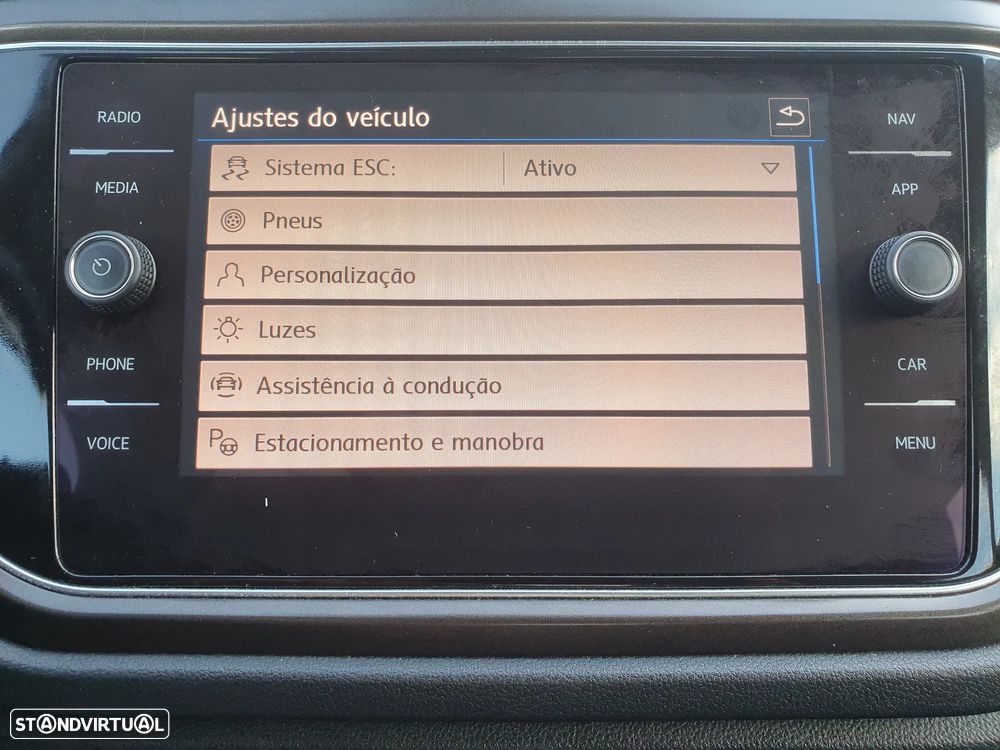 RADIO
MEDIA
PHONE
VOICE
Ajustes do veículo
Sistema ESC: Ativo
Pneus
Personalização
Luzes
Assistência à condução
P Estacionamento e manobra
NAV
APP
CAR
MENU
STANDVIRTUAL